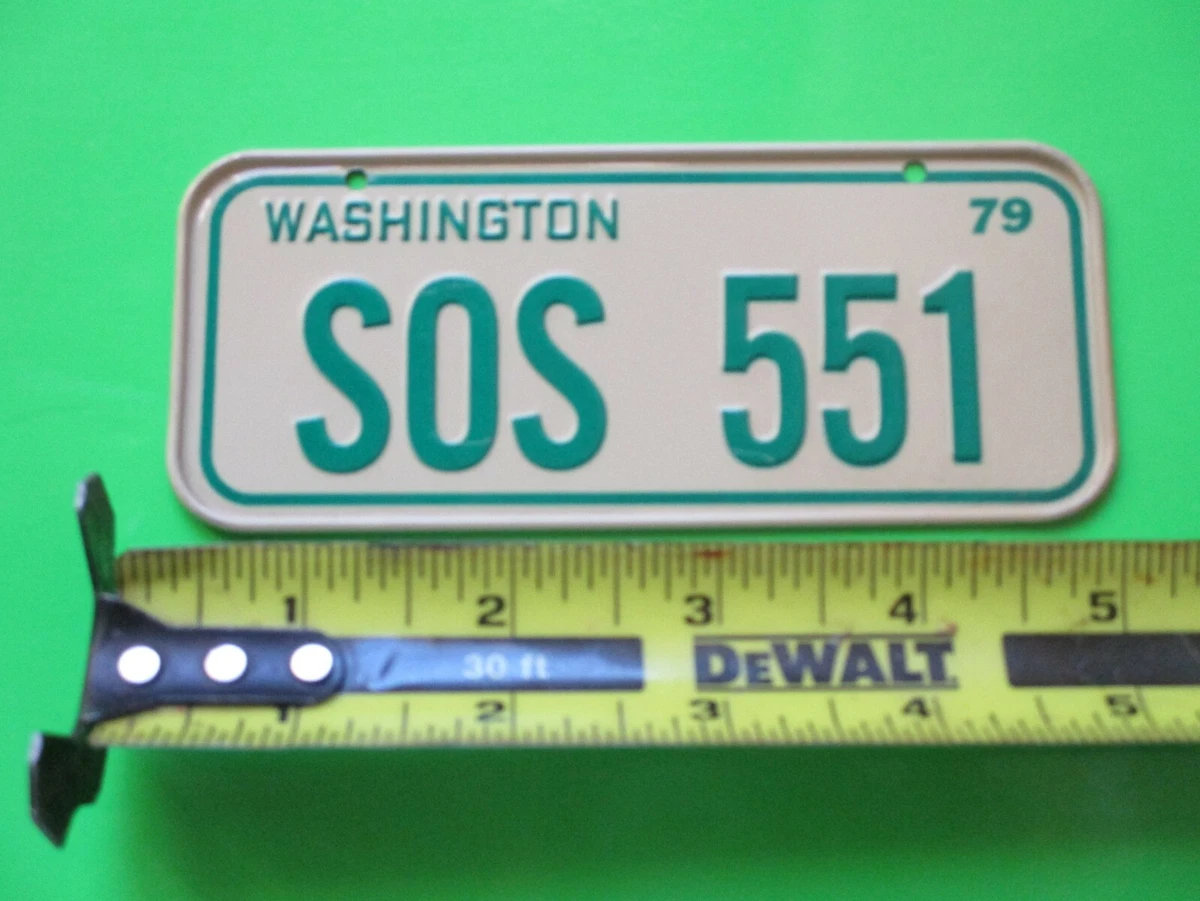 WASHINGTON 79
SOS 551
1 2 3 4 5
30 ft DEWALT
1 2 3 4 5